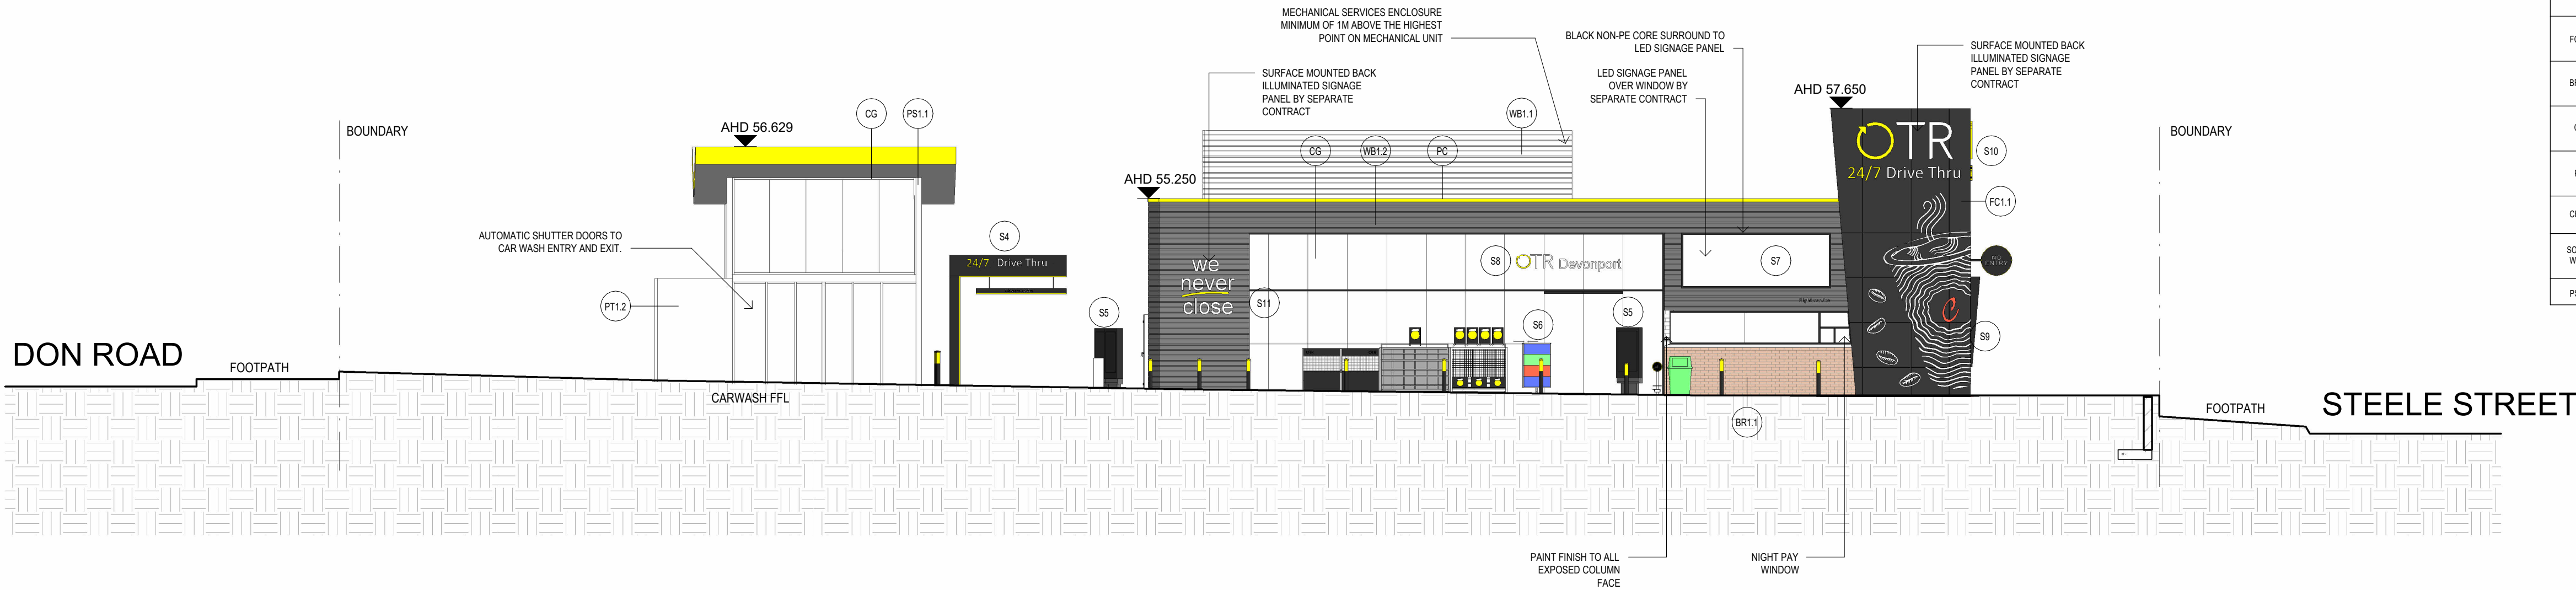 MECHANICAL SERVICES ENCLOSURE
MINIMUM OF 1M ABOVE THE HIGHEST
POINT ON MECHANICAL UNIT
BLACK NON-PE CORE SURROUND TO
LED SIGNAGE PANEL
SURFACE MOUNTED BACK
ILLUMINATED SIGNAGE
PANEL BY SEPARATE
CONTRACT
SURFACE MOUNTED BACK
ILLUMINATED SIGNAGE
PANEL BY SEPARATE
CONTRACT
LED SIGNAGE PANEL
OVER WINDOW BY
SEPARATE CONTRACT
AHD 57.650
BOUNDARY
AHD 56.629
CG
PS1.1
WB1.1
BOUNDARY
OTR
24/7 Drive Thru
S10
CG
WB1.2
PC
AHD 55.250
FC1.1
AUTOMATIC SHUTTER DOORS TO
CAR WASH ENTRY AND EXIT.
S4
24/7 Drive Thru
we
never
close
S8
OTR Devonport
S7
NO
ENTRY
PT1.2
S5
S11
S6
S5
S9
DON ROAD
FOOTPATH
CARWASH FFL
BR1.1
FOOTPATH
STEELE STREET
PAINT FINISH TO ALL
EXPOSED COLUMN
FACE
NIGHT PAY
WINDOW